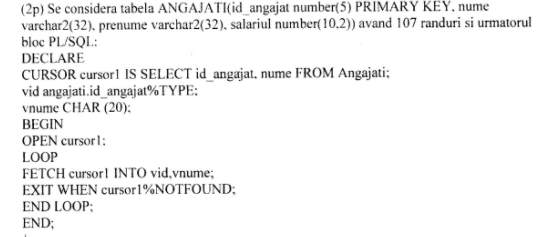 (2p) Se considera tabela ANGAJATI(id_angajat number(5) PRIMARY KEY, nume
varchar2(32), prenume varchar2(32), salariul number(10,2)) avand 107 randuri si urmatorul
bloc PL/SQL:
DECLARE
CURSOR cursor1 IS SELECT id_angajat, nume FROM Angajati;
vid angajati.id_angajat%TYPE;
vnume CHAR (20);
BEGIN
OPEN cursor1;
LOOP
FETCH cursor1 INTO vid,vnume;
EXIT WHEN cursor1%NOTFOUND;
END LOOP;
END;